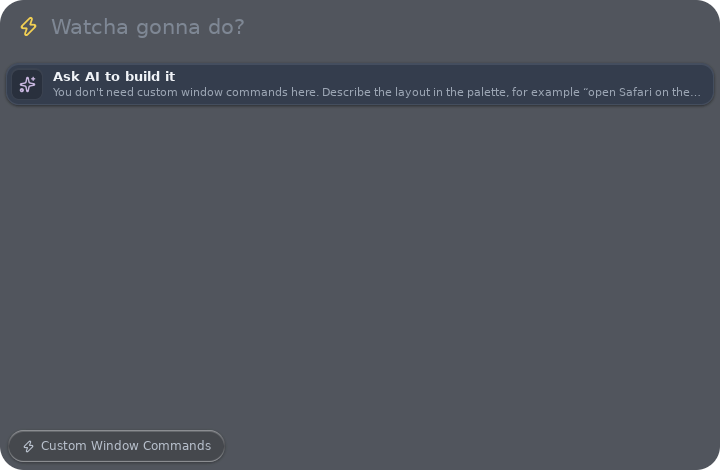 Watcha gonna do?
Ask AI to build it
You don't need custom window commands here. Describe the layout in the palette, for example “open Safari on the...
Custom Window Commands